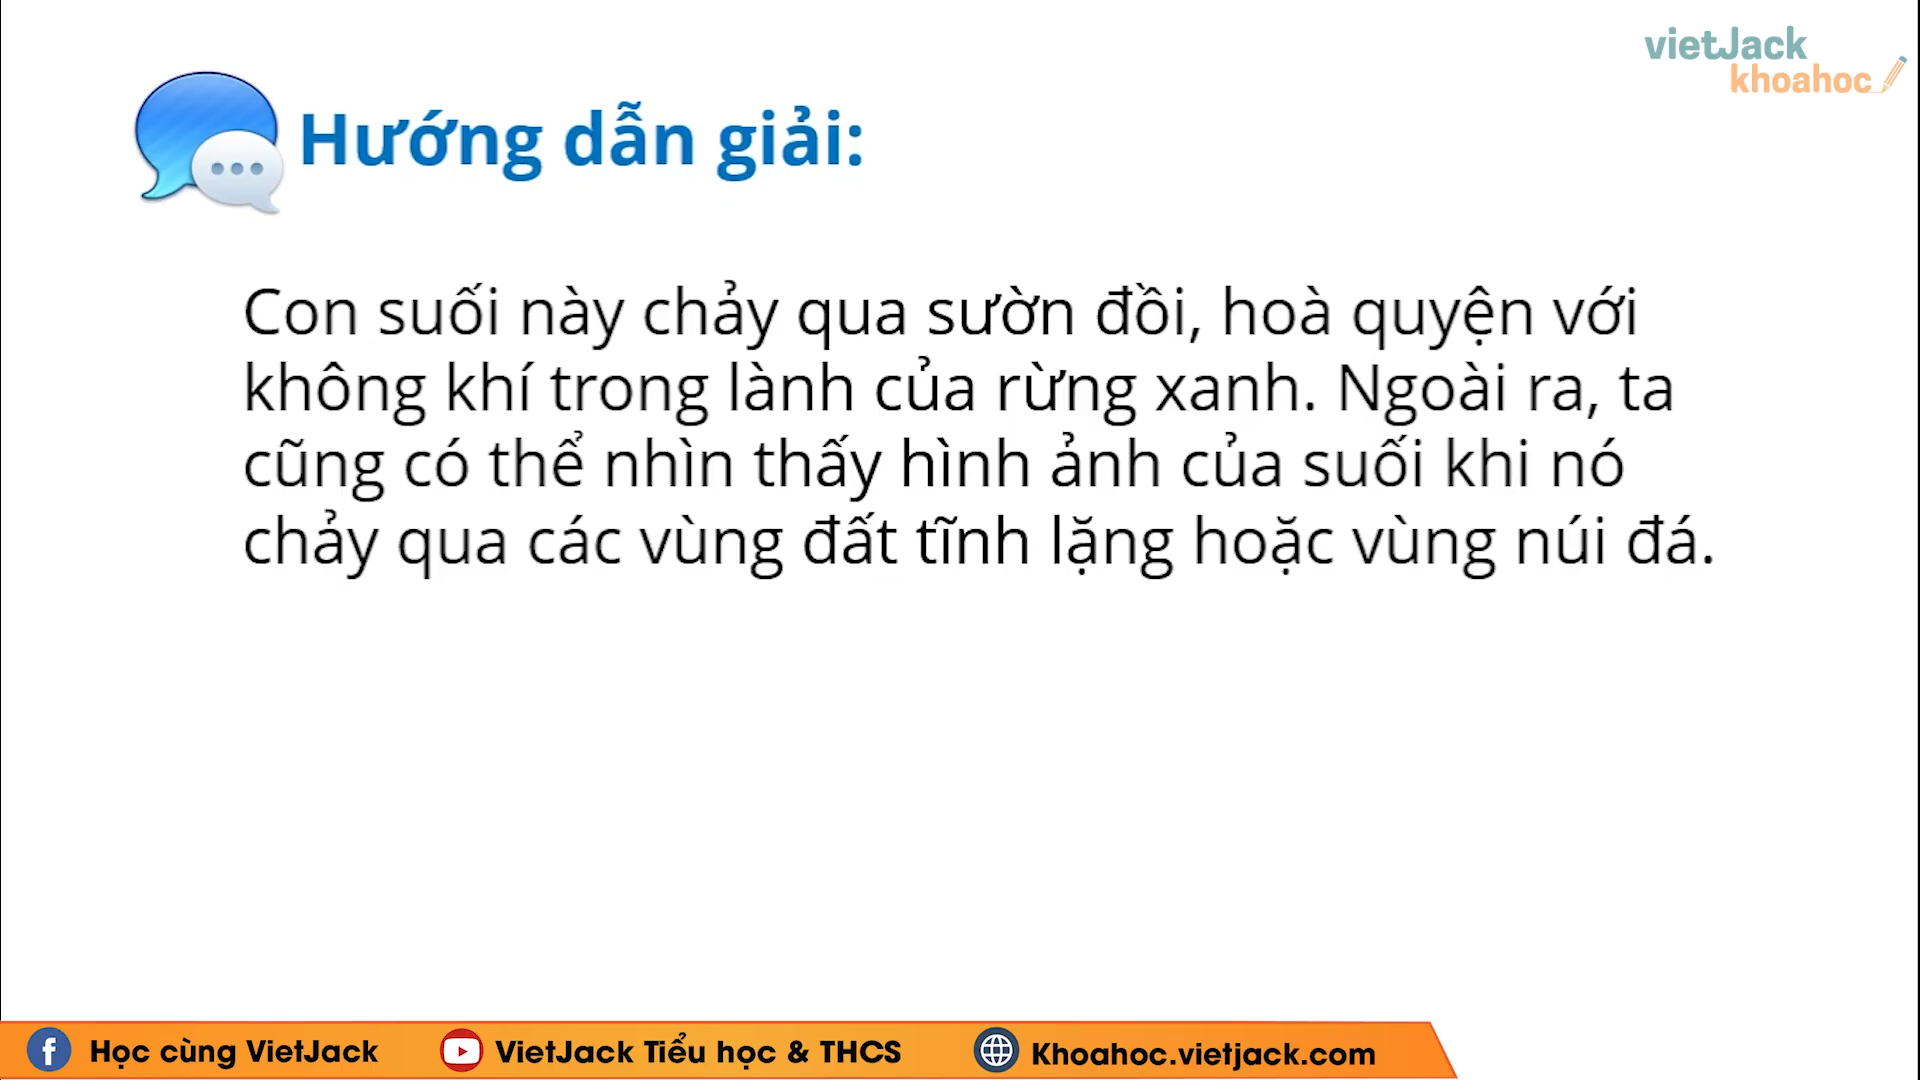 vietJack
khoahoc
Hướng dẫn giải:
Con suối này chảy qua sườn đồi, hoà quyện với
không khí trong lành của rừng xanh. Ngoài ra, ta
cũng có thể nhìn thấy hình ảnh của suối khi nó
chảy qua các vùng đất tĩnh lặng hoặc vùng núi đá.
Học cùng VietJack
VietJack Tiểu học & THCS
Khoahoc.vietjack.com